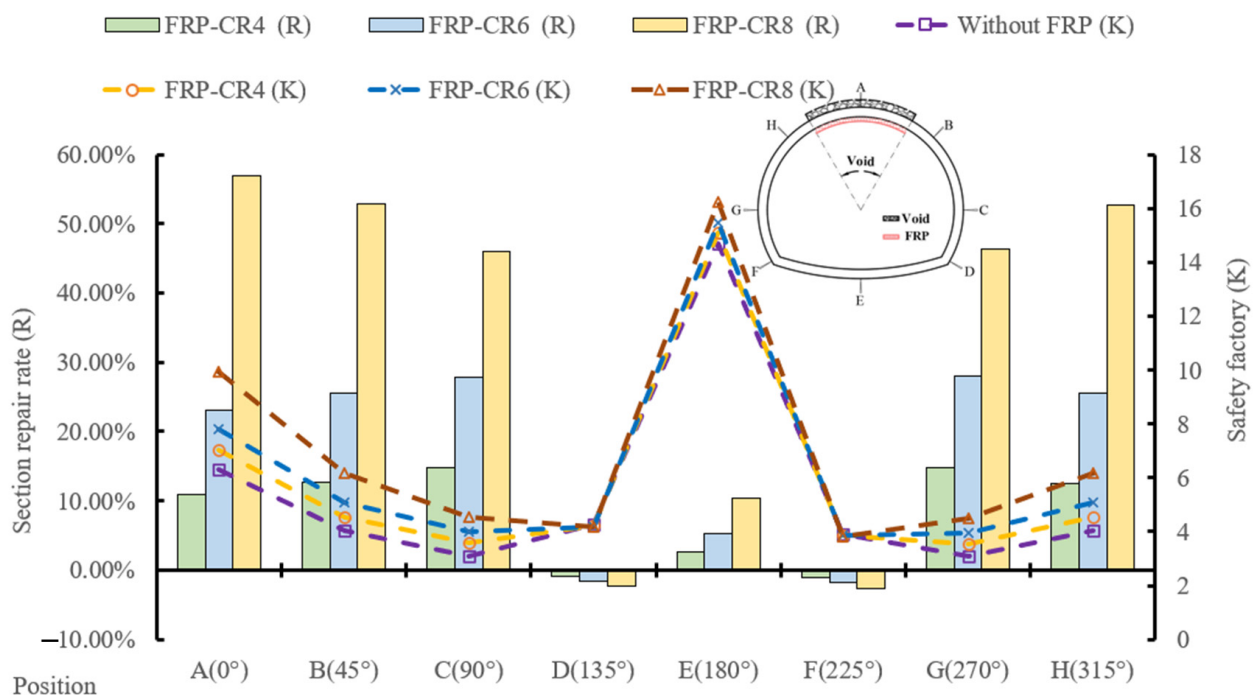 FRP-CR4 (R) FRP-CR6 (R) FRP-CR8 (R) Without FRP (K)
FRP-CR4 (K) FRP-CR6 (K) FRP-CR8 (K)
A
H B
Void
G C
Void
FRP
F D
E
60.00% 18
50.00% 16
40.00% 14
30.00% 12
20.00% 10
10.00% 8
0.00% 6
–10.00% 4
2
0
Section repair rate (R)
Safety factory (K)
A(0°) B(45°) C(90°) D(135°) E(180°) F(225°) G(270°) H(315°)
Position